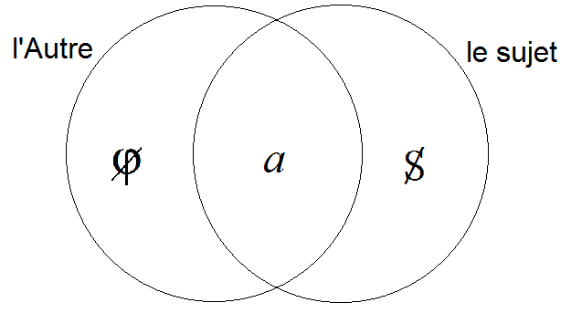 l'Autre
le sujet
φ̸ a $